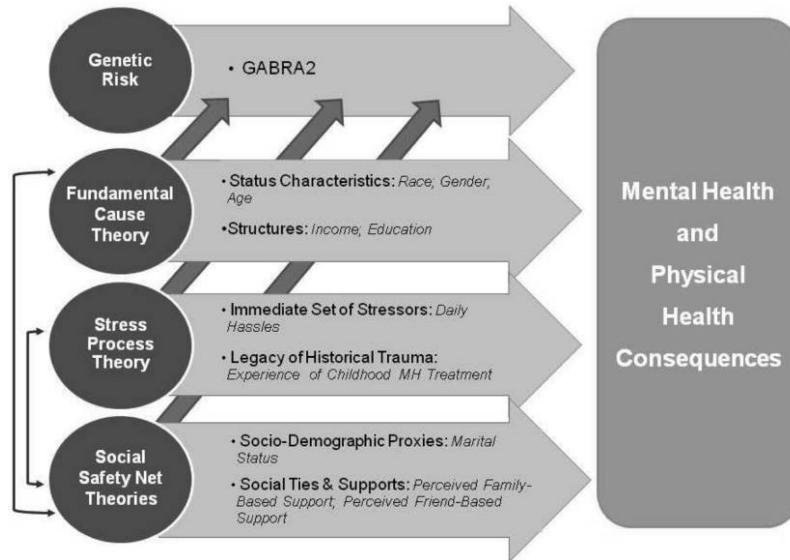 Genetic
Risk
• GABRA2
Fundamental
Cause
Theory
• Status Characteristics: Race; Gender;
Age
•Structures: Income; Education
Stress
Process
Theory
• Immediate Set of Stressors: Daily
Hassles
• Legacy of Historical Trauma:
Experience of Childhood MH Treatment
Social
Safety Net
Theories
• Socio-Demographic Proxies: Marital
Status
• Social Ties & Supports: Perceived Family-
Based Support; Perceived Friend-Based
Support
Mental Health
and
Physical
Health
Consequences